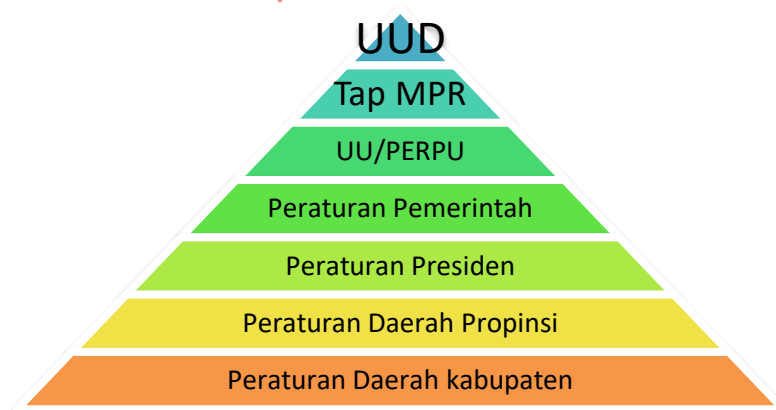 UUD
Tap MPR
UU/PERPU
Peraturan Pemerintah
Peraturan Presiden
Peraturan Daerah Propinsi
Peraturan Daerah kabupaten